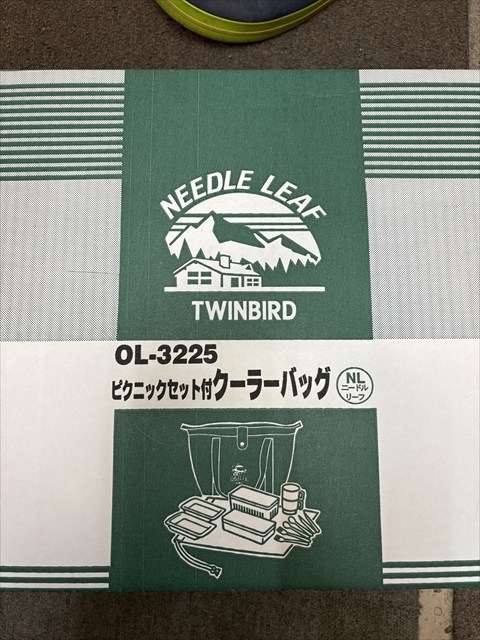 NEEDLE LEAF
TWINBIRD
OL-3225
ピクニックセット付クーラーバッグ
NL
ニードル
リーフ